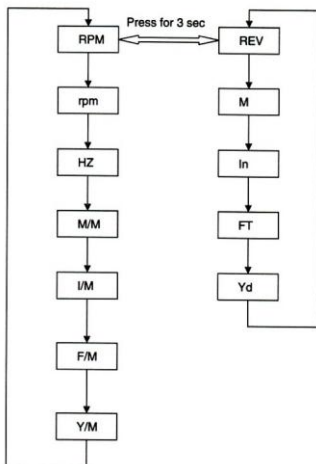 Press for 3 sec
RPM
REV
rpm
M
HZ
In
M/M
FT
I/M
Yd
F/M
Y/M